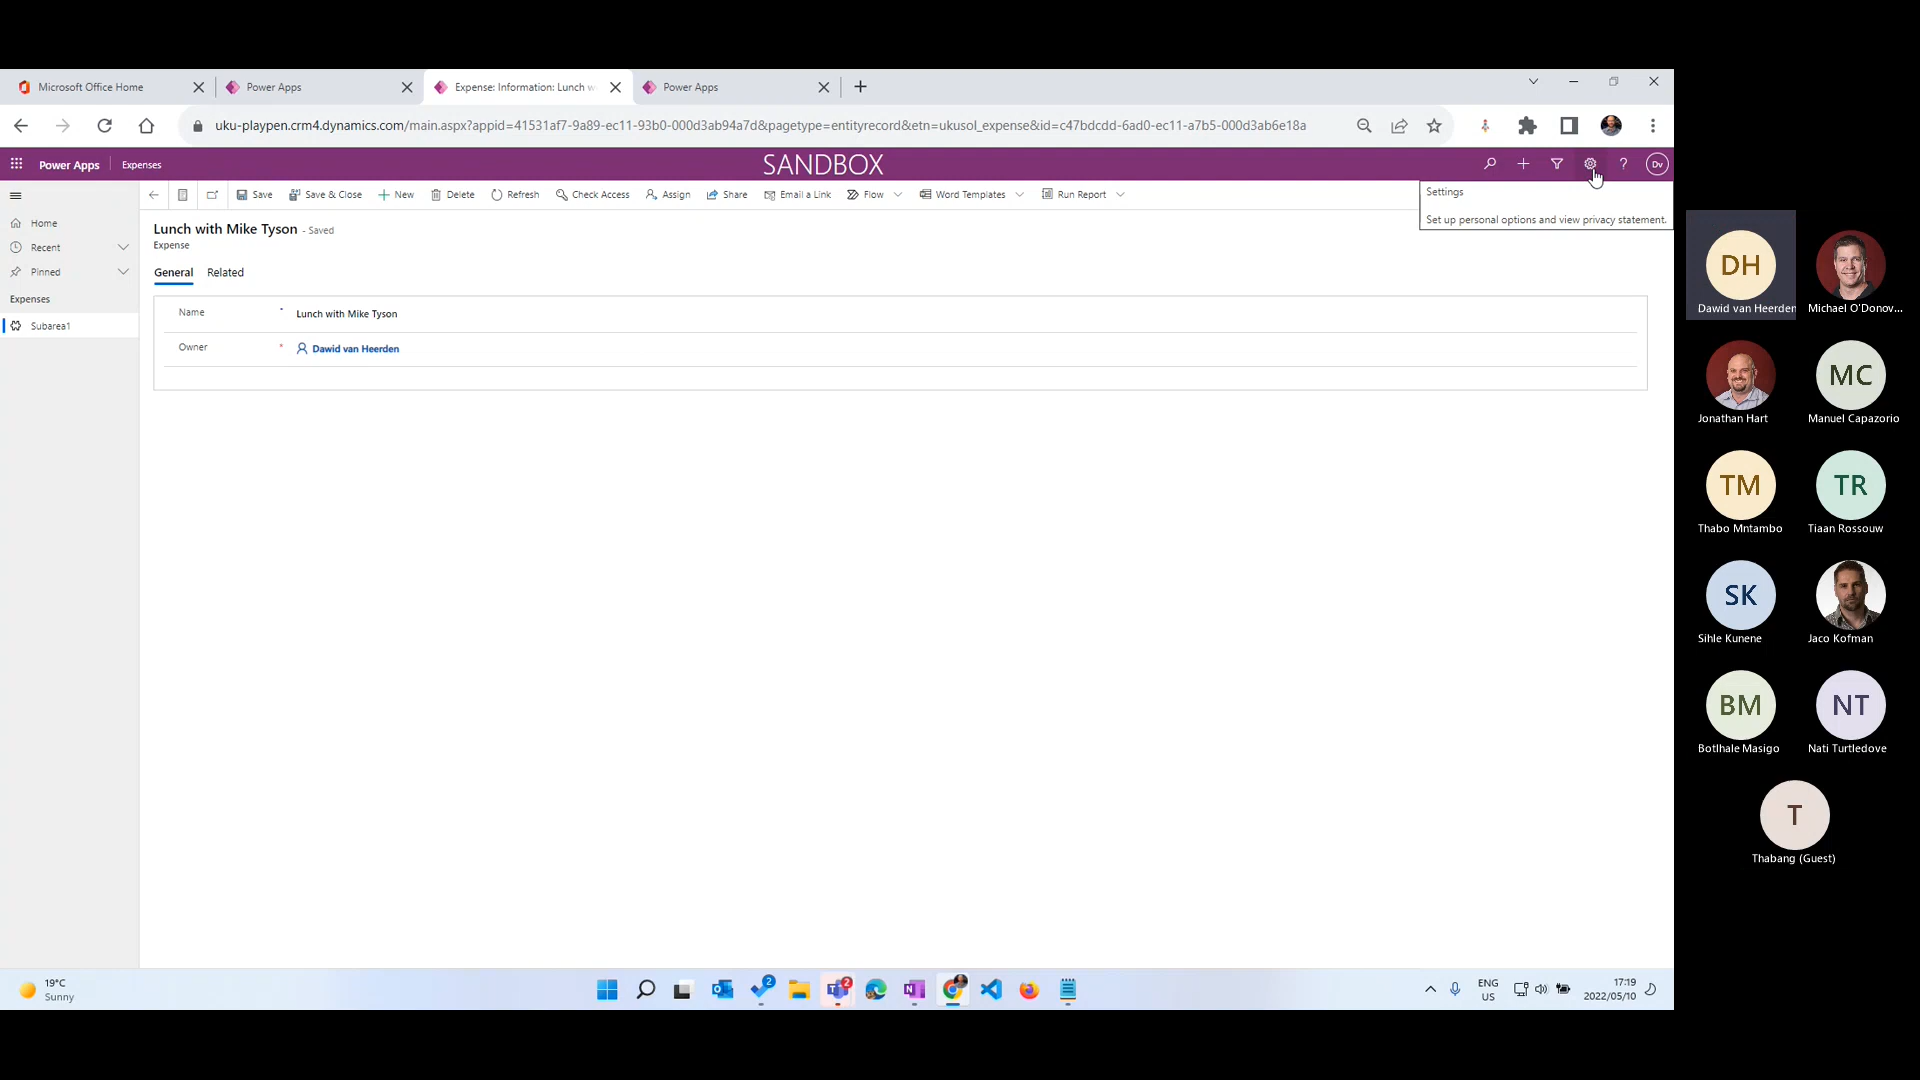 Microsoft Office Home
Power Apps
Expense: Information: Lunch w
Power Apps
uku-playpen.crm4.dynamics.com/main.aspx?appid=41531af7-9a89-ec11-93b0-000d3ab94a7d&pagetype=entityrecord&etn=ukusol_expense&id=c47bdcdd-6ad0-ec11-a7b5-000d3ab6e18a
Power Apps Expenses
SANDBOX
? Dv
Save
Save & Close
New
Delete
Refresh
Check Access
Assign
Share
Email a Link
Flow
Word Templates
Run Report
Settings
Set up personal options and view privacy statement.
Home
Recent
Pinned
Expenses
Subarea1
Lunch with Mike Tyson - Saved
Expense
General Related
Name * Lunch with Mike Tyson
Owner * Dawid van Heerden
DH
Dawid van Heerden
Michael O'Donov...
Jonathan Hart
MC
Manuel Capazorio
TM
Thabo Mntambo
TR
Tiaan Rossouw
SK
Sihle Kunene
Jaco Kofman
BM
Botlhale Masigo
NT
Nati Turtledove
T
Thabang (Guest)
19°C
Sunny
2
2
ENG
US
17:19
2022/05/10